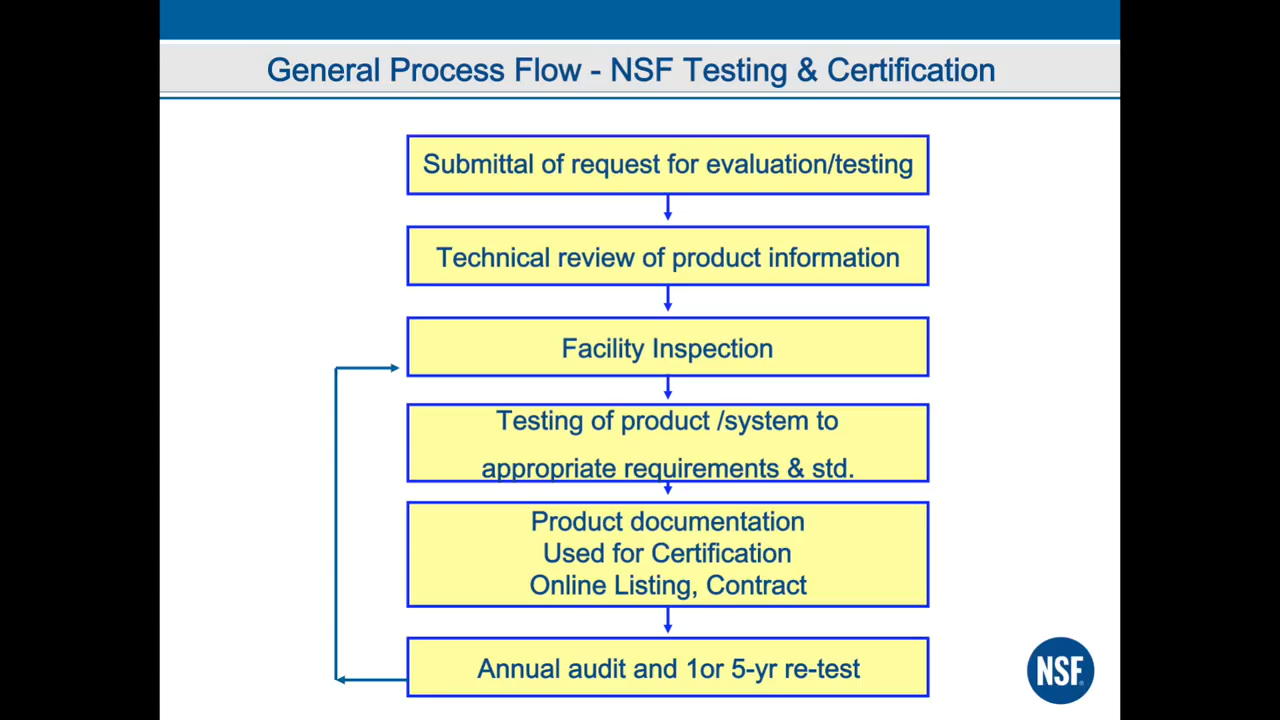 General Process Flow - NSF Testing & Certification
Submittal of request for evaluation/testing
Technical review of product information
Facility Inspection
Testing of product /system to
appropriate requirements & std.
Product documentation
Used for Certification
Online Listing, Contract
Annual audit and 1or 5-yr re-test
NSF®